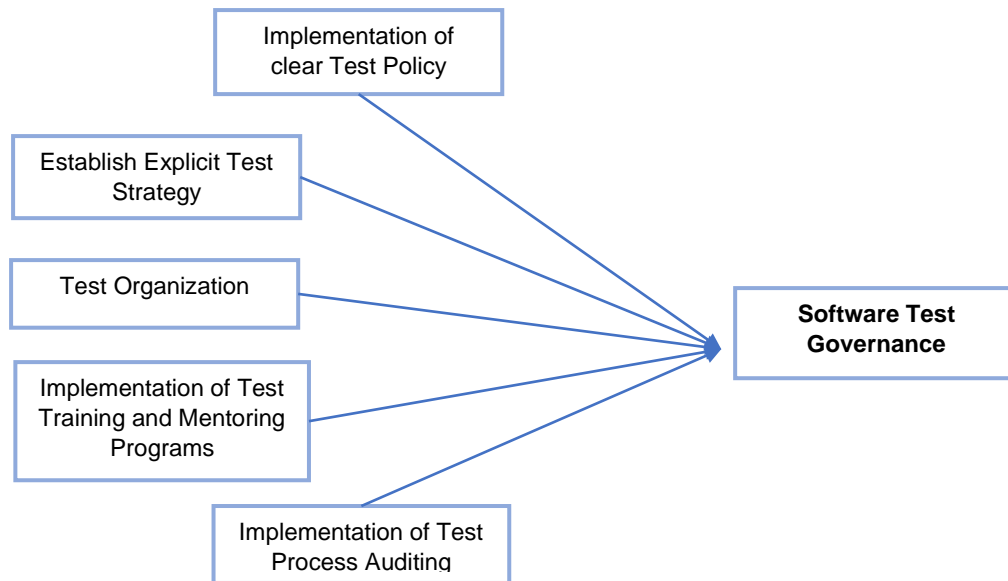 Implementation of
clear Test Policy
Establish Explicit Test
Strategy
Test Organization
Software Test
Governance
Implementation of Test
Training and Mentoring
Programs
Implementation of Test
Process Auditing